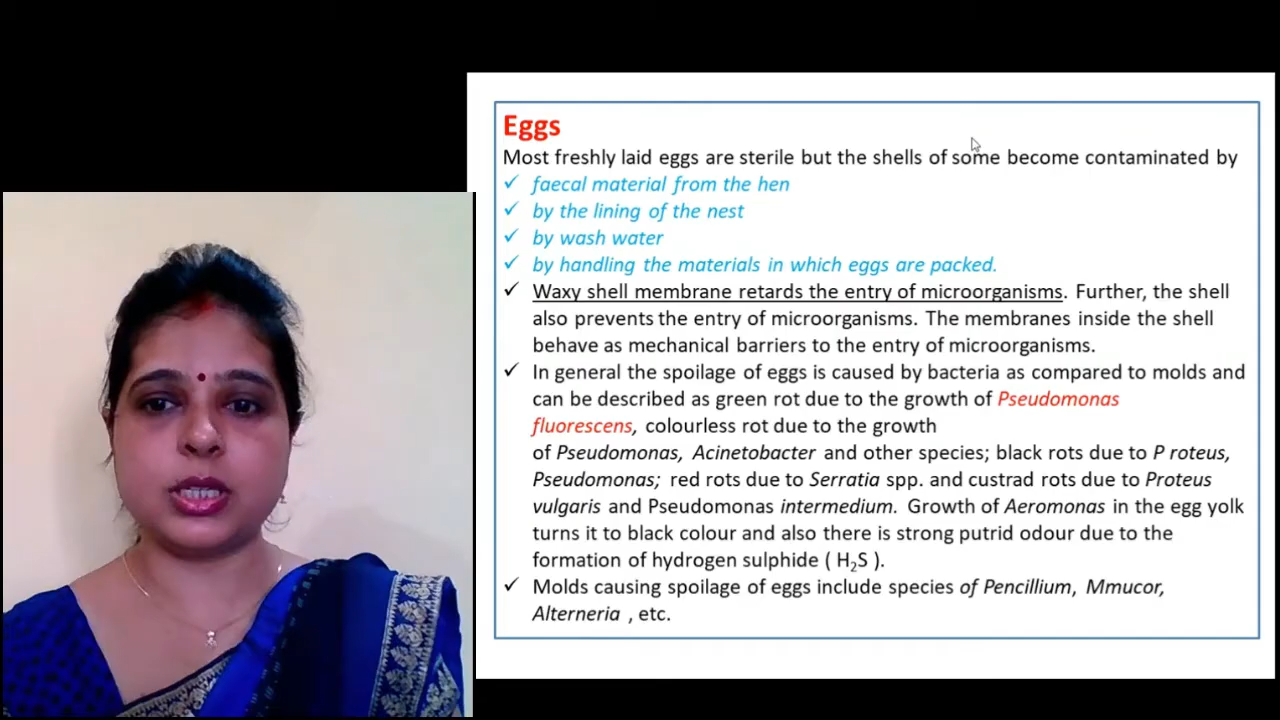 Eggs
Most freshly laid eggs are sterile but the shells of some become contaminated by
✓ faecal material from the hen
✓ by the lining of the nest
✓ by wash water
✓ by handling the materials in which eggs are packed.
✓ Waxy shell membrane retards the entry of microorganisms. Further, the shell
also prevents the entry of microorganisms. The membranes inside the shell
behave as mechanical barriers to the entry of microorganisms.
✓ In general the spoilage of eggs is caused by bacteria as compared to molds and
can be described as green rot due to the growth of Pseudomonas
fluorescens, colourless rot due to the growth
of Pseudomonas, Acinetobacter and other species; black rots due to P roteus,
Pseudomonas; red rots due to Serratia spp. and custrad rots due to Proteus
vulgaris and Pseudomonas intermedium. Growth of Aeromonas in the egg yolk
turns it to black colour and also there is strong putrid odour due to the
formation of hydrogen sulphide ( H₂S ).
✓ Molds causing spoilage of eggs include species of Pencillium, Mmucor,
Alterneria , etc.